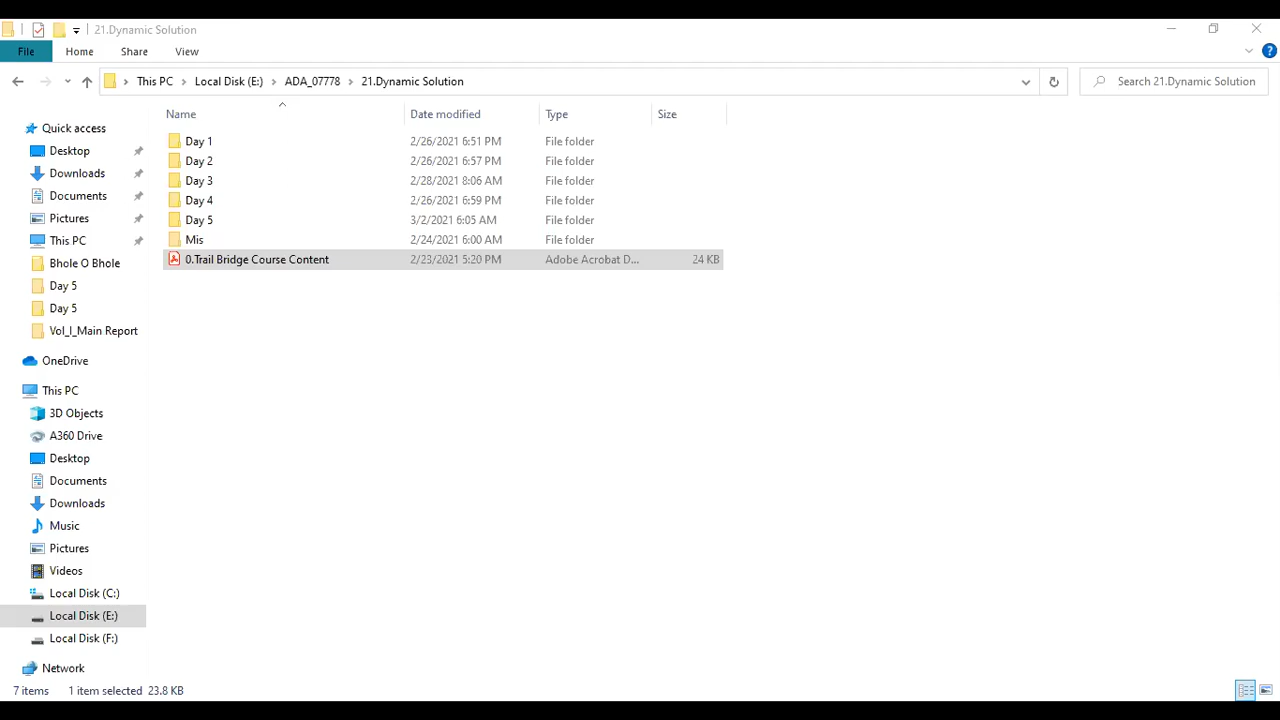 21.Dynamic Solution
File Home Share View
This PC Local Disk (E:) ADA_07778 21.Dynamic Solution Search 21.Dynamic Solution
Name Date modified Type Size
Day 1 2/26/2021 6:51 PM File folder
Day 2 2/26/2021 6:57 PM File folder
Day 3 2/28/2021 8:06 AM File folder
Day 4 2/26/2021 6:59 PM File folder
Day 5 3/2/2021 6:05 AM File folder
Mis 2/24/2021 6:00 AM File folder
0.Trail Bridge Course Content 2/23/2021 5:20 PM Adobe Acrobat D... 24 KB
Quick access
Desktop
Downloads
Documents
Pictures
This PC
Bhole O Bhole
Day 5
Day 5
Vol_I_Main Report
OneDrive
This PC
3D Objects
A360 Drive
Desktop
Documents
Downloads
Music
Pictures
Videos
Local Disk (C:)
Local Disk (E:)
Local Disk (F:)
Network
7 items 1 item selected 23.8 KB